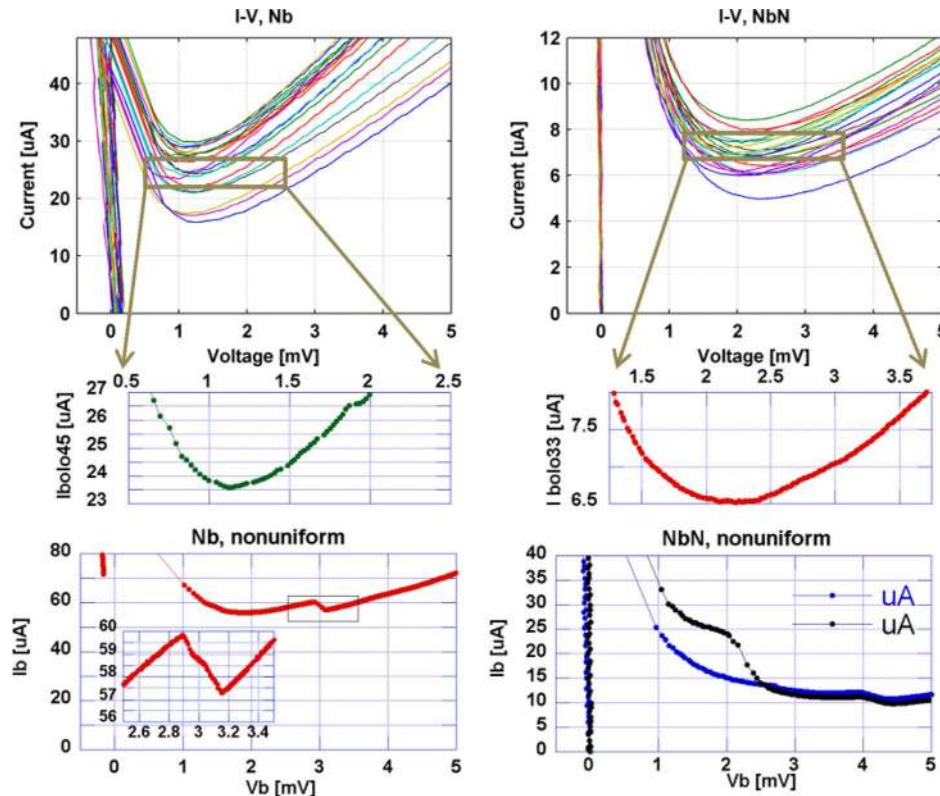 I-V, Nb
I-V, NbN
Current [uA]
40
30
20
10
0
0 1 2 3 4 5
Voltage [mV]
Current [uA]
12
10
8
6
4
2
0
0 1 2 3 4 5
Voltage [mV]
0.5 1 1.5 2 2.5
Ibolo45 [uA]
27
26
25
24
23
1.5 2 2.5 3 3.5
I bolo33 [uA]
7.5
6.5
Nb, nonuniform
Ib [uA]
80
60
40
20
0
60
59
58
57
56
2.6 2.8 3 3.2 3.4
0 1 2 3 4 5
Vb [mV]
NbN, nonuniform
Ib [uA]
40
35
30
25
20
15
10
5
0
uA
uA
0 1 2 3 4 5
Vb [mV]